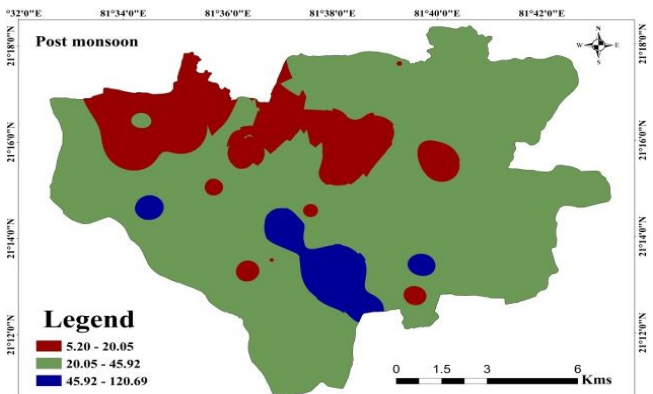 81°32'0"E 81°34'0"E 81°36'0"E 81°38'0"E 81°40'0"E 81°42'0"E
Post monsoon
N
W E
S
21°18'0"N 21°18'0"N
21°16'0"N 21°16'0"N
21°14'0"N 21°14'0"N
21°12'0"N 21°12'0"N
Legend
5.20 - 20.05
20.05 - 45.92
45.92 - 120.69
0 1.5 3 6
Kms